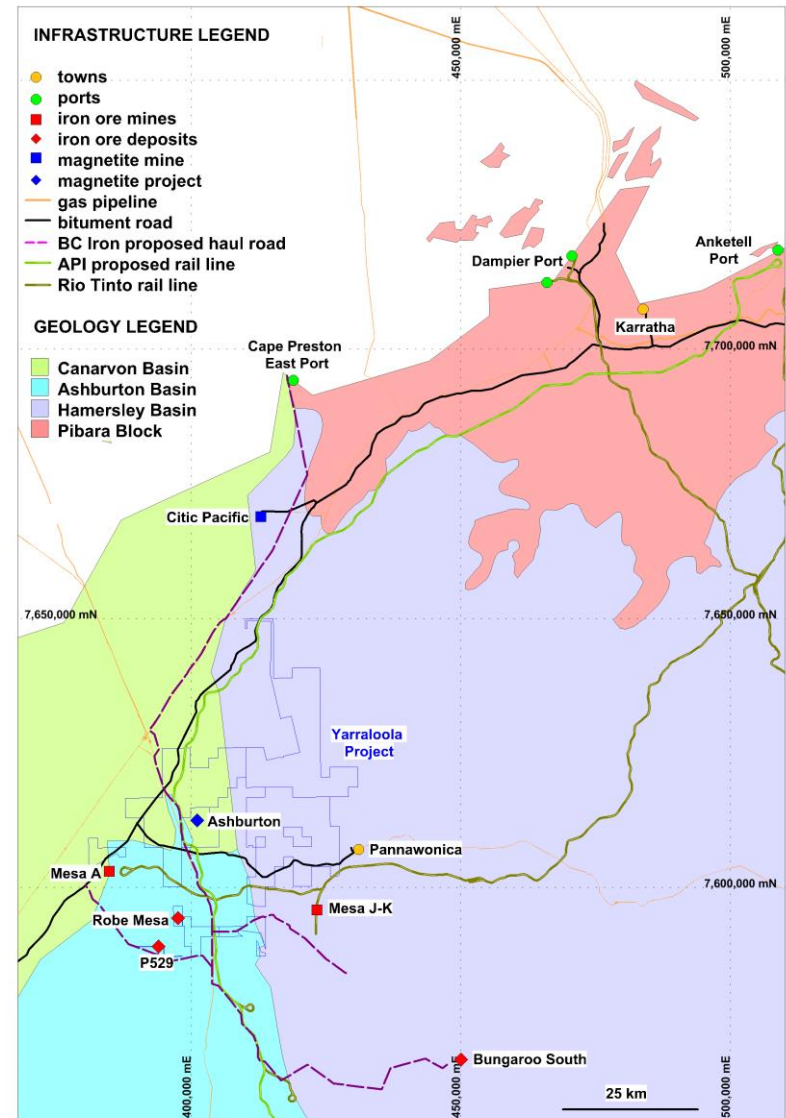 INFRASTRUCTURE LEGEND
towns
ports
iron ore mines
iron ore deposits
magnetite mine
magnetite project
gas pipeline
bitument road
BC Iron proposed haul road
API proposed rail line
Rio Tinto rail line
GEOLOGY LEGEND
Canarvon Basin
Ashburton Basin
Hamersley Basin
Pibara Block
450,000 mE
500,000 mE
Anketell
Port
Dampier Port
Karratha
7,700,000 mN
Cape Preston
East Port
Citic Pacific
7,650,000 mN
7,650,000 mN
Yarraloola
Project
Ashburton
Pannawonica
Mesa A
7,600,000 mN
Mesa J-K
Robe Mesa
P529
Bungaroo South
400,000 mE
450,000 mE
500,000 mE
25 km